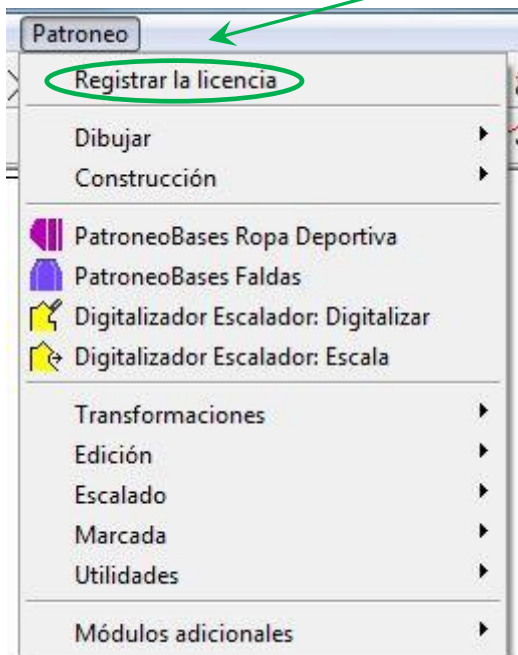 Patroneo
Registrar la licencia
Dibujar
Construcción
PatroneoBases Ropa Deportiva
PatroneoBases Faldas
Digitalizador Escalador: Digitalizar
Digitalizador Escalador: Escala
Transformaciones
Edición
Escalado
Marcada
Utilidades
Módulos adicionales